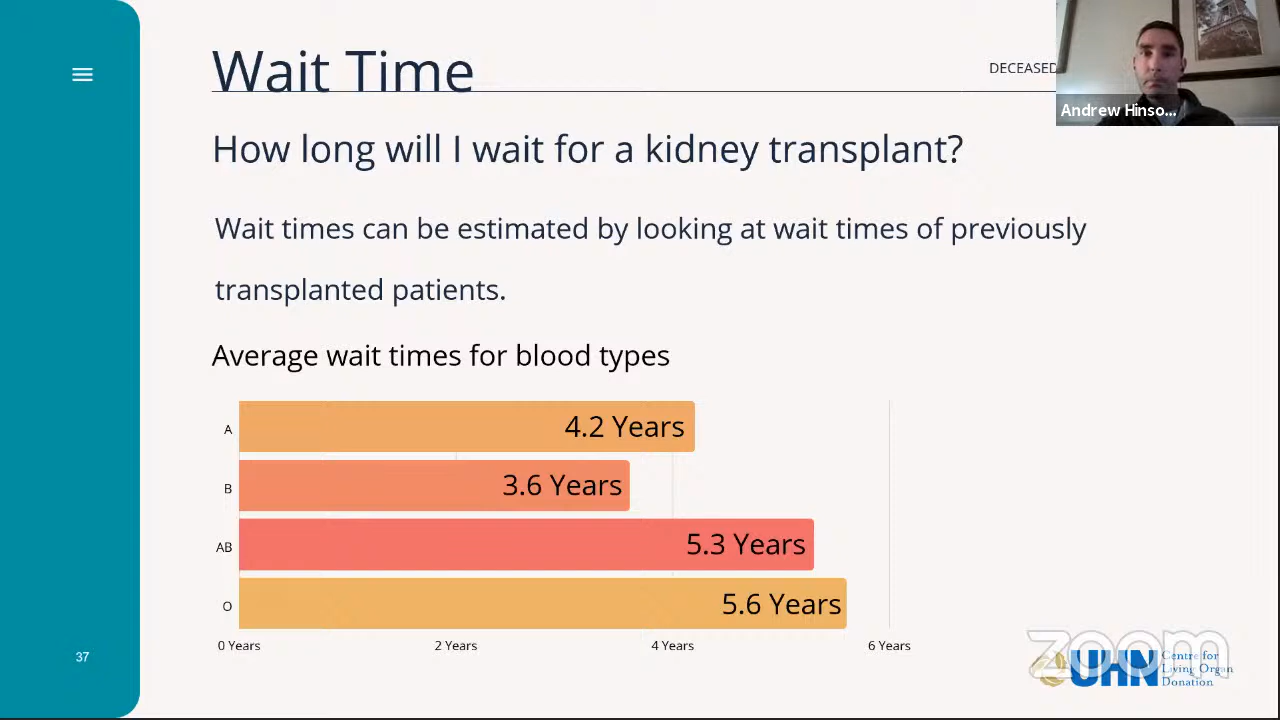 Wait Time
DECEASED
Andrew Hinso...
How long will I wait for a kidney transplant?
Wait times can be estimated by looking at wait times of previously
transplanted patients.
Average wait times for blood types
A
4.2 Years
B
3.6 Years
AB
5.3 Years
O
5.6 Years
0 Years
2 Years
4 Years
6 Years
37
zoom
UHN
Centre for
Living Organ
Donation